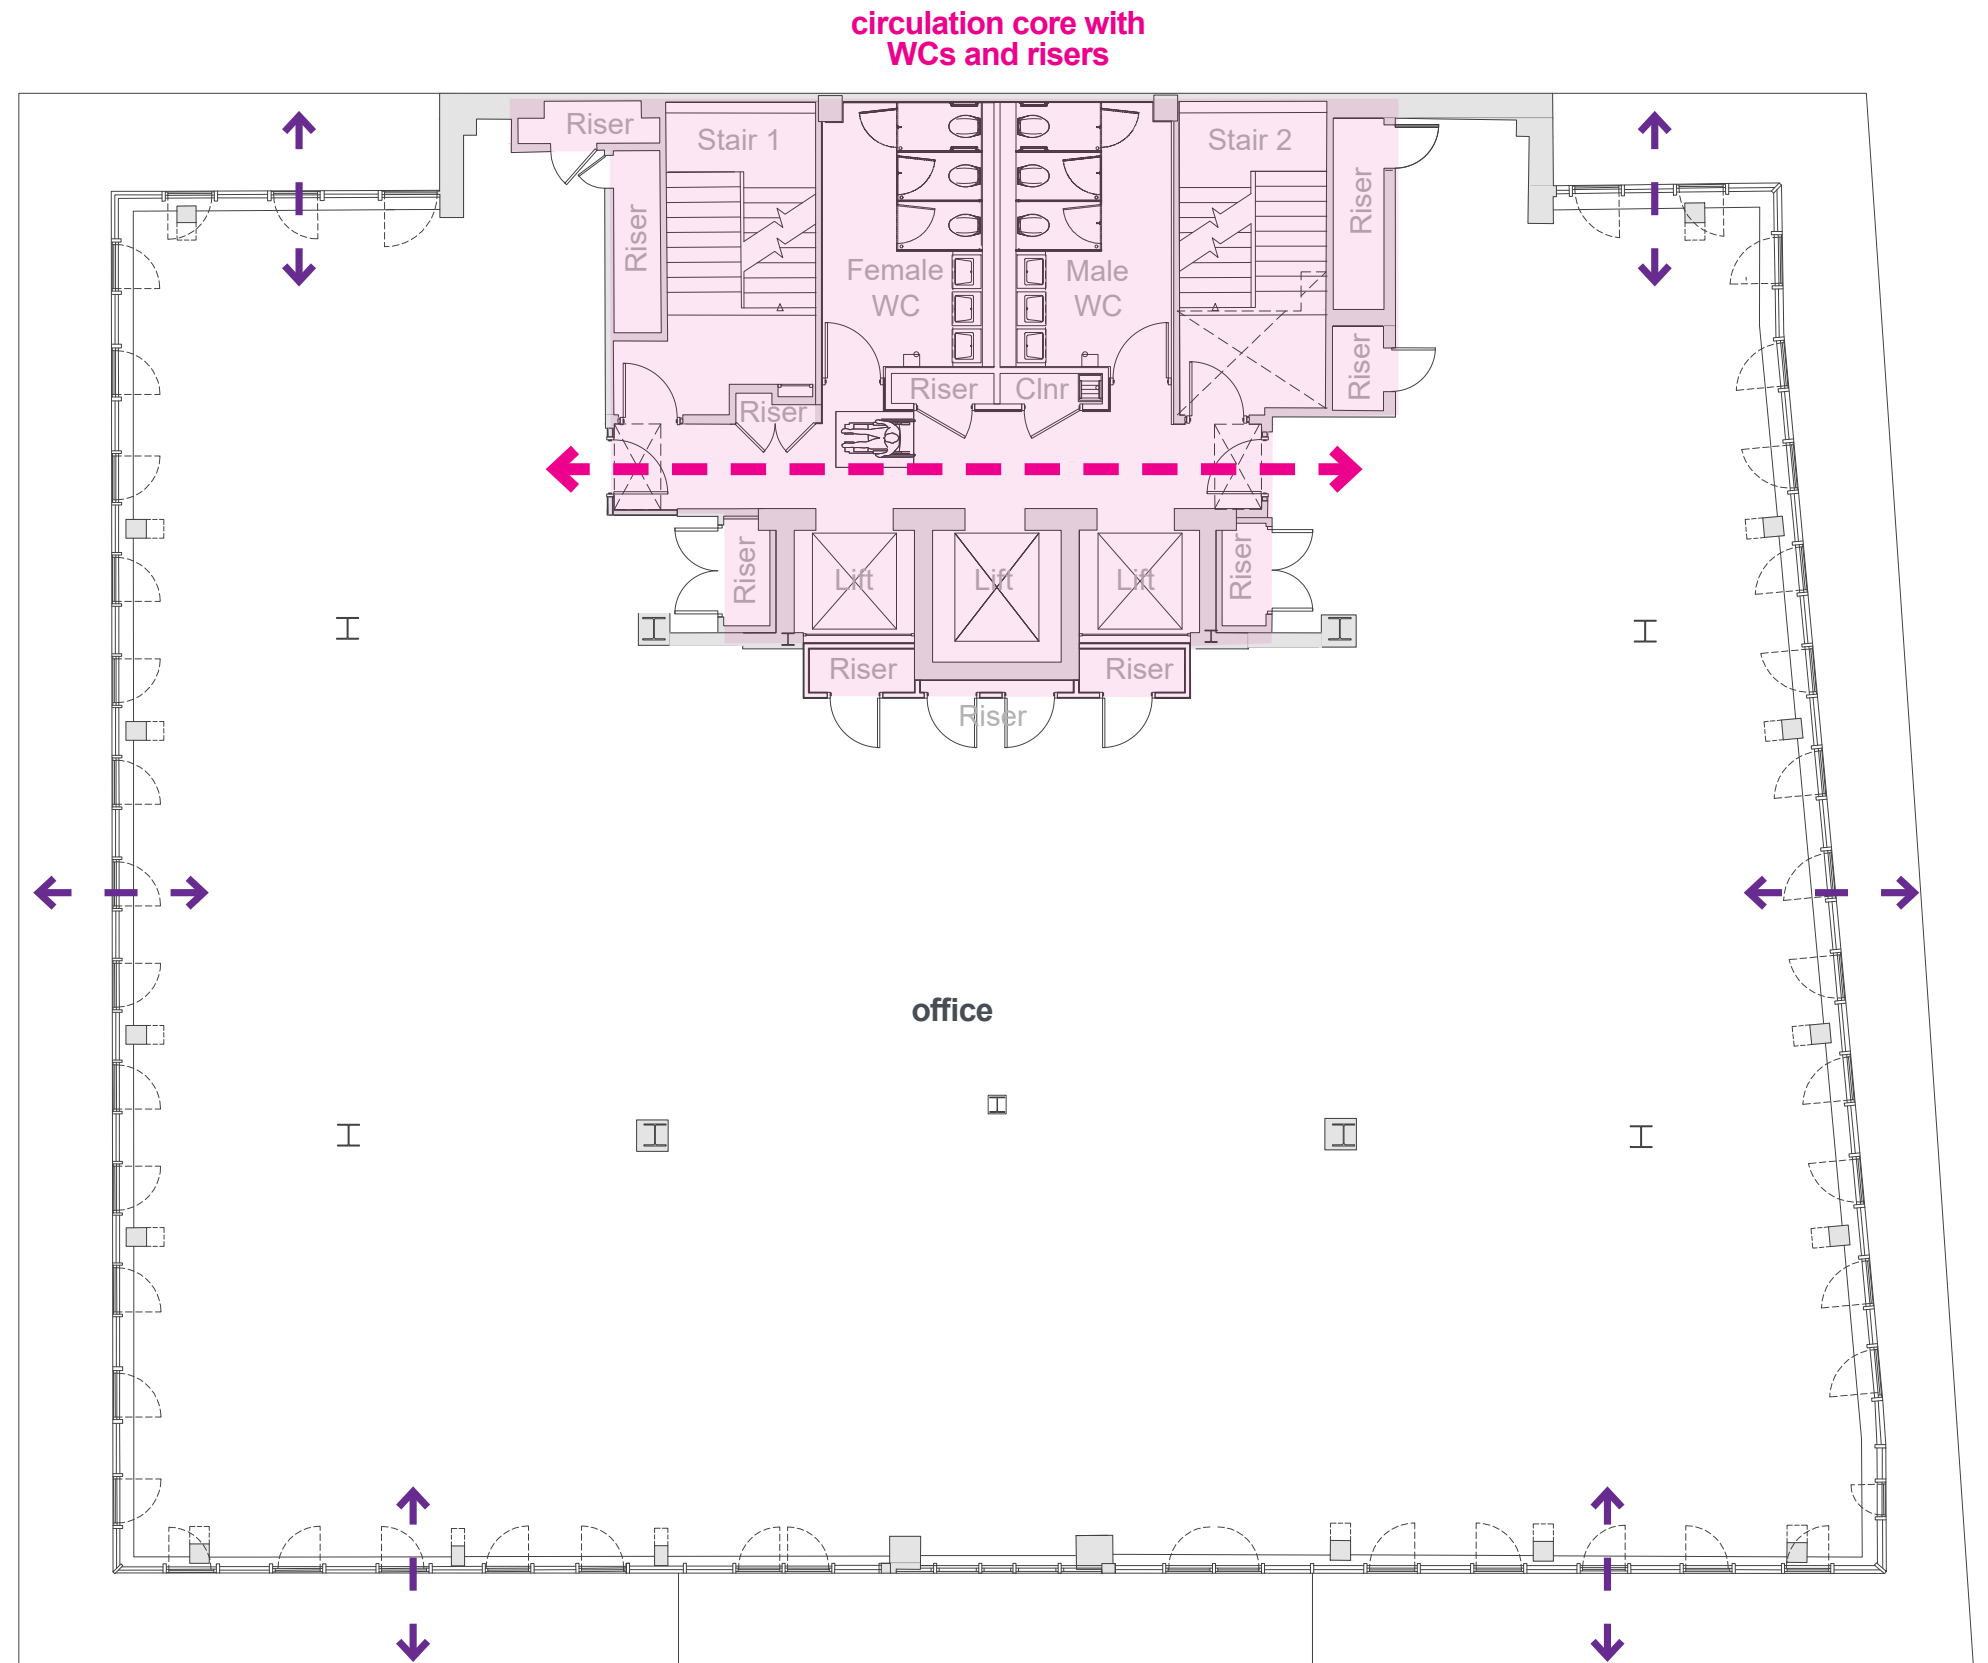 circulation core with
WCs and risers
Riser
Stair 1
Stair 2
Riser
Riser
Female
WC
Male
WC
Riser
Riser
Clnr
Riser
Riser
Lift
Lift
Lift
Riser
Riser
Riser
Riser
office